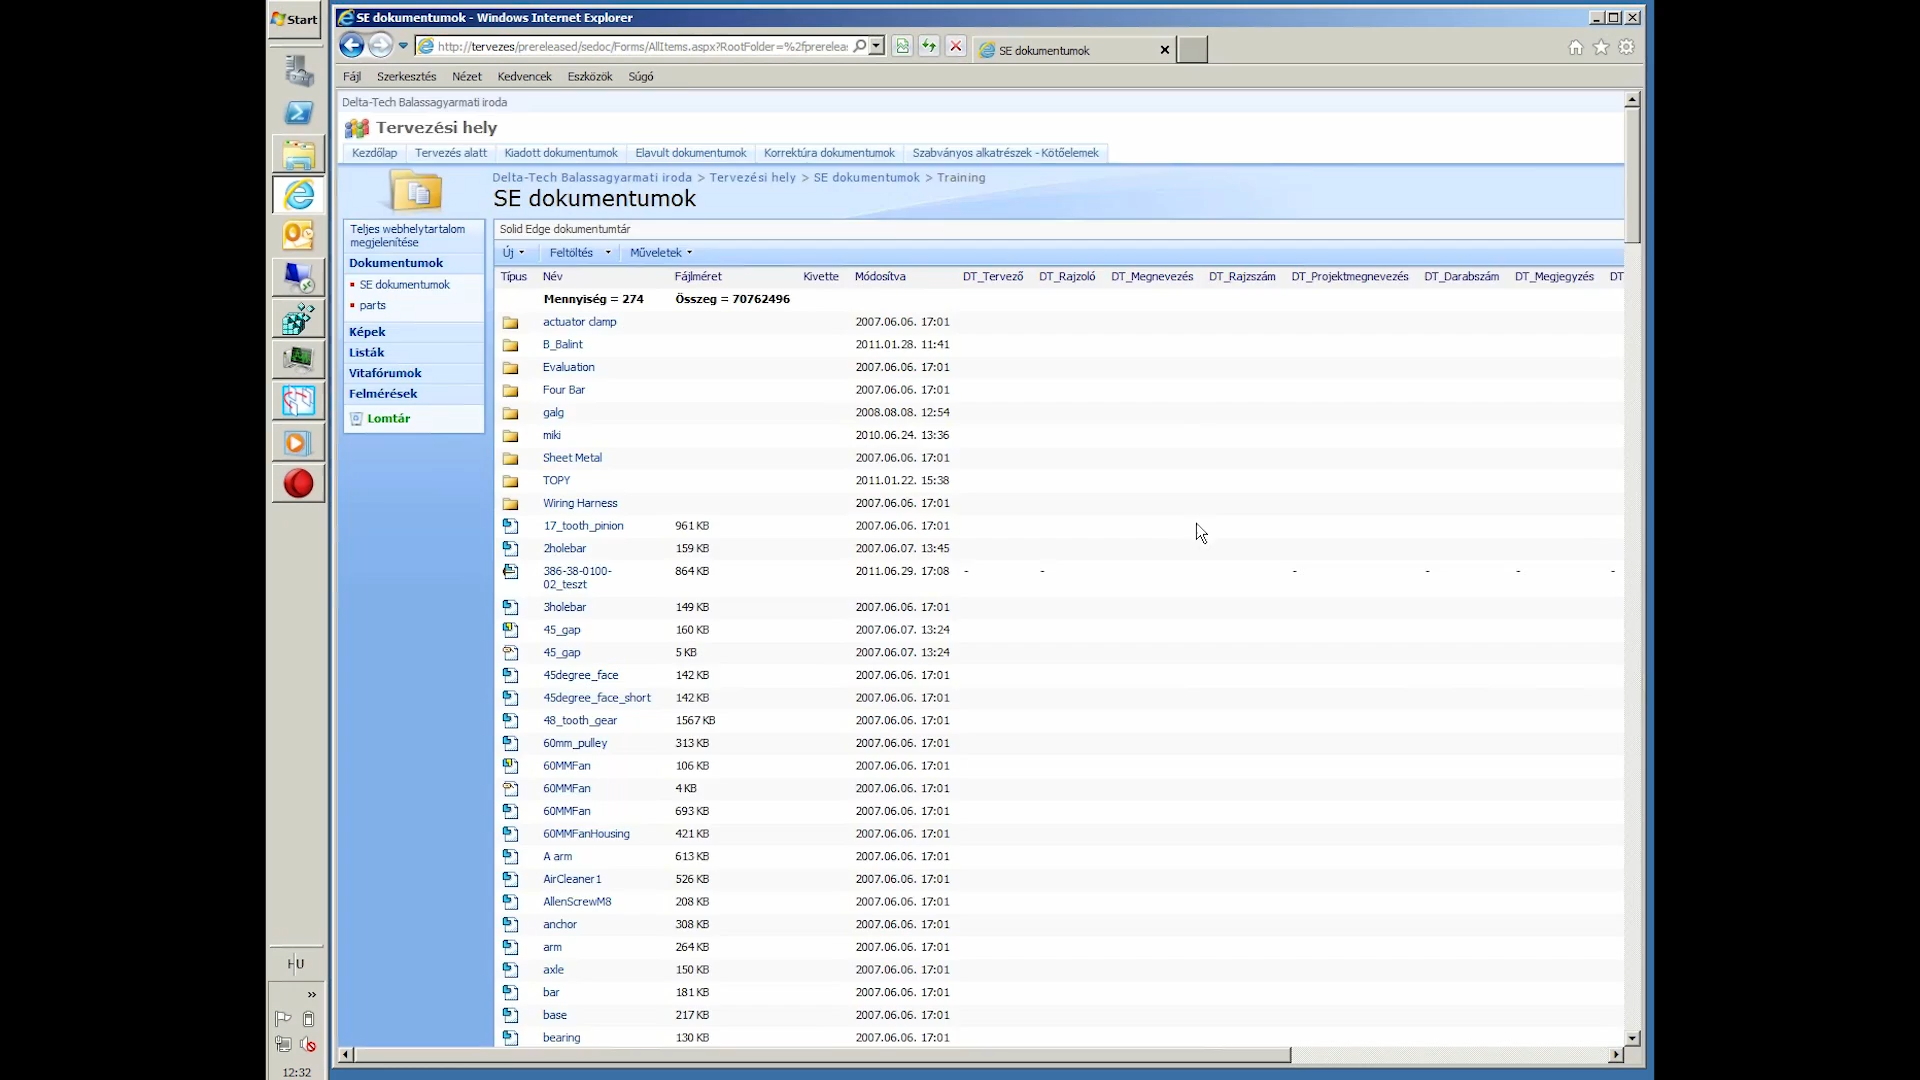 Start
SE dokumentumok - Windows Internet Explorer
http://tervezes/prereleased/sedoc/Forms/AllItems.aspx?RootFolder=%2fprerelea
SE dokumentumok
Fájl Szerkesztés Nézet Kedvencek Eszközök Súgó
Delta-Tech Balassagyarmati iroda
Tervezési hely
Kezdőlap Tervezés alatt Kiadott dokumentumok Elavult dokumentumok Korrektúra dokumentumok Szabványos alkatrészek - Kötőelemek
Delta-Tech Balassagyarmati iroda > Tervezési hely > SE dokumentumok > Training
SE dokumentumok
Teljes webhelytartalom
megjelenítése
Dokumentumok
SE dokumentumok
parts
Képek
Listák
Vitafórumok
Felmérések
Lomtár
Solid Edge dokumentumtár
Új Feltöltés Műveletek
Típus Név Fájlméret Kivette Módosítva DT_Tervező DT_Rajzoló DT_Megnevezés DT_Rajzszám DT_Projektmegnevezés DT_Darabszám DT_Megjegyzés DT
Mennyiség = 274 Összeg = 70762496
actuator clamp 2007.06.06. 17:01
B_Balint 2011.01.28. 11:41
Evaluation 2007.06.06. 17:01
Four Bar 2007.06.06. 17:01
galg 2008.08.08. 12:54
miki 2010.06.24. 13:36
Sheet Metal 2007.06.06. 17:01
TOPY 2011.01.22. 15:38
Wiring Harness 2007.06.06. 17:01
17_tooth_pinion 961 KB 2007.06.06. 17:01
2holebar 159 KB 2007.06.07. 13:45
386-38-0100- 864 KB 2011.06.29. 17:08 - - - - - -
02_teszt
3holebar 149 KB 2007.06.06. 17:01
45_gap 160 KB 2007.06.07. 13:24
45_gap 5 KB 2007.06.07. 13:24
45degree_face 142 KB 2007.06.06. 17:01
45degree_face_short 142 KB 2007.06.06. 17:01
48_tooth_gear 1567 KB 2007.06.06. 17:01
60mm_pulley 313 KB 2007.06.06. 17:01
60MMFan 106 KB 2007.06.06. 17:01
60MMFan 4 KB 2007.06.06. 17:01
60MMFan 693 KB 2007.06.06. 17:01
60MMFanHousing 421 KB 2007.06.06. 17:01
A arm 613 KB 2007.06.06. 17:01
AirCleaner1 526 KB 2007.06.06. 17:01
AllenScrewM8 208 KB 2007.06.06. 17:01
anchor 308 KB 2007.06.06. 17:01
arm 264 KB 2007.06.06. 17:01
axle 150 KB 2007.06.06. 17:01
bar 181 KB 2007.06.06. 17:01
base 217 KB 2007.06.06. 17:01
bearing 130 KB 2007.06.06. 17:01
HU
12:32